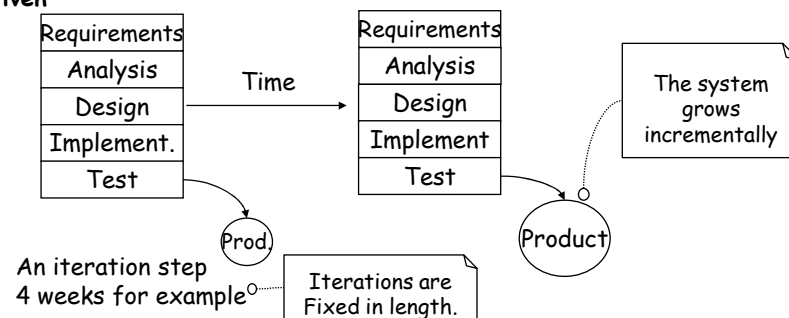 Requirements
Analysis
Design
Implement.
Test
Time
Requirements
Analysis
Design
Implement
Test
The system
grows
incrementally
Prod.
Product
An iteration step
4 weeks for example
Iterations are
Fixed in length.